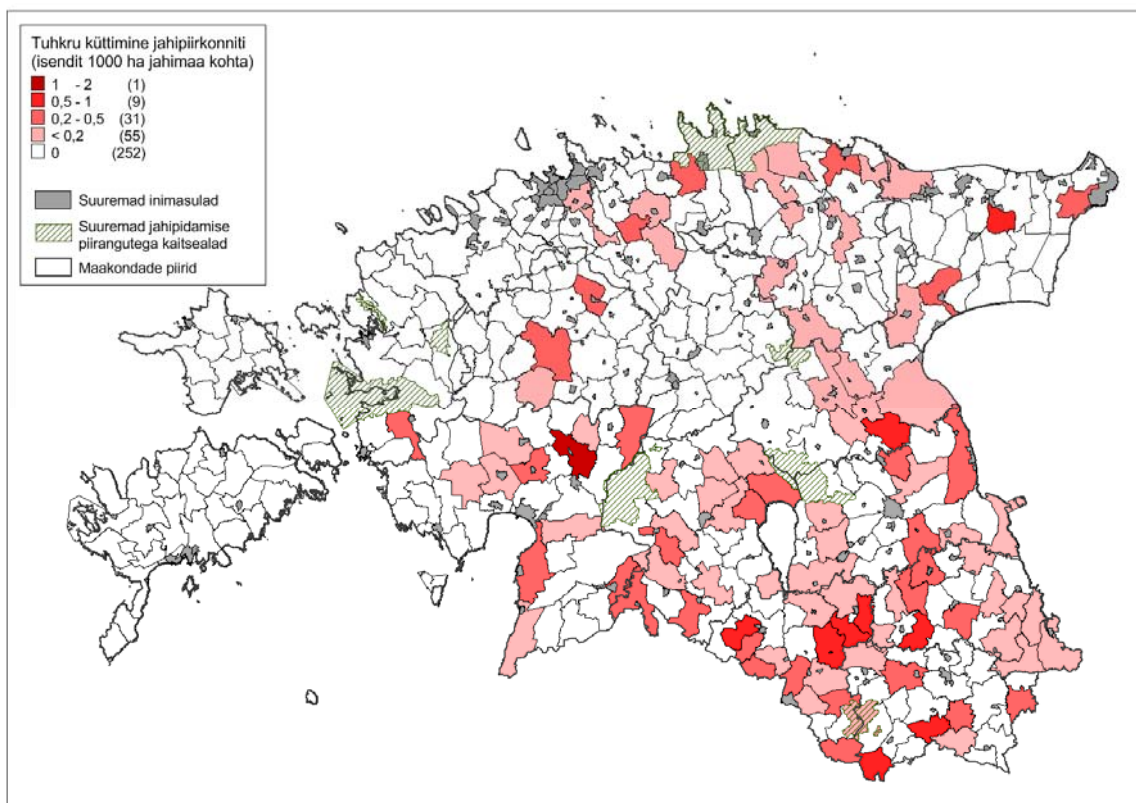 Tuhkru küttimine jahipiirkonniti
(isendit 1000 ha jahimaa kohta)
1 - 2 (1)
0,5 - 1 (9)
0,2 - 0,5 (31)
< 0,2 (55)
0 (252)
Suuremad inimasulad
Suuremad jahipidamise
piirangutega kaitsealad
Maakondade piirid